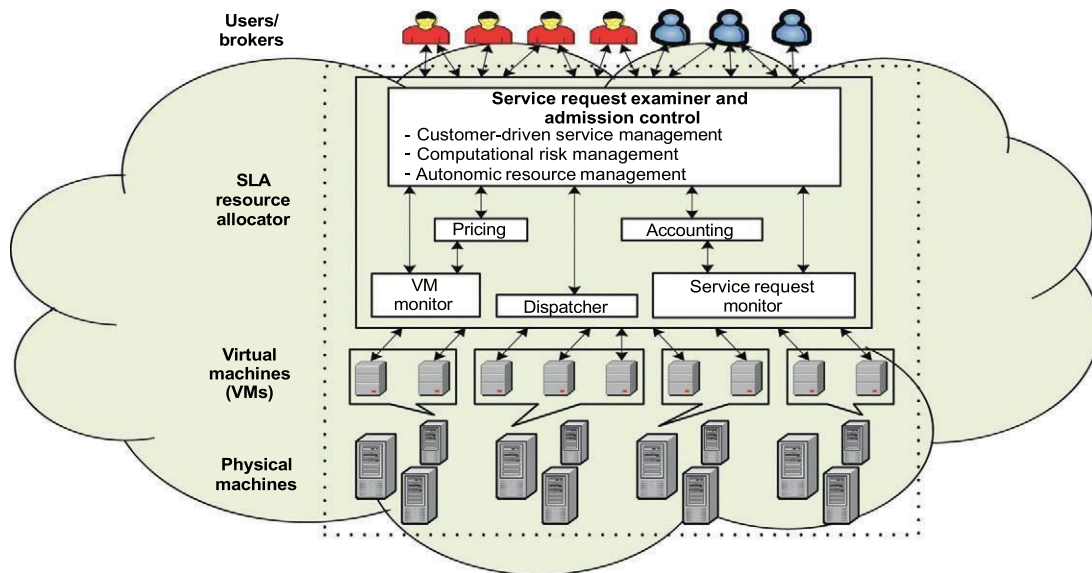 Users/
brokers
Service request examiner and
admission control
- Customer-driven service management
- Computational risk management
- Autonomic resource management
SLA
resource
allocator
Pricing
Accounting
VM
monitor
Dispatcher
Service request
monitor
Virtual
machines
(VMs)
Physical
machines